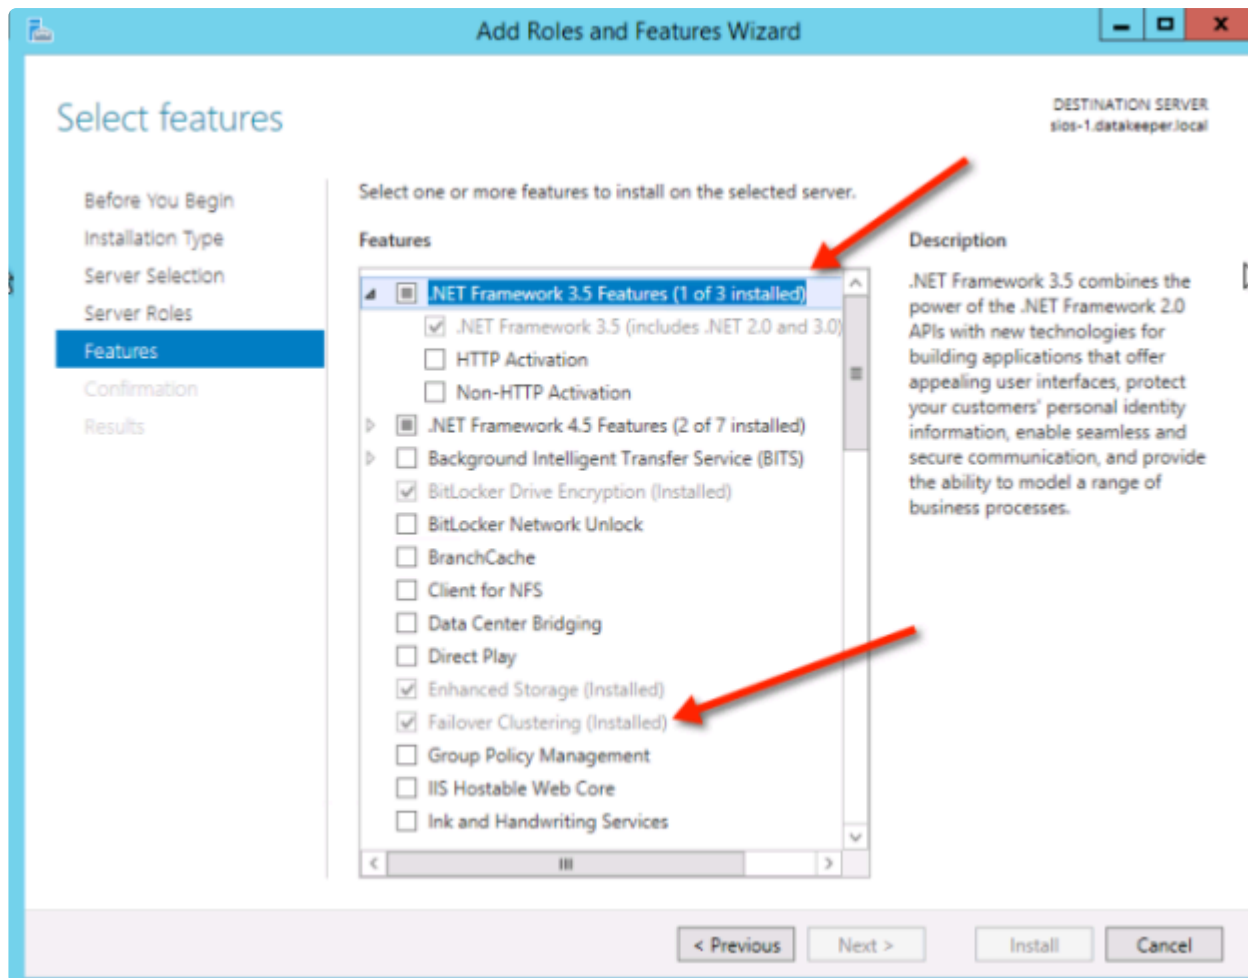 Add Roles and Features Wizard
Select features
DESTINATION SERVER
sios-1.datakeeper.local
Before You Begin
Installation Type
Server Selection
Server Roles
Features
Confirmation
Results
Select one or more features to install on the selected server.
Features
.NET Framework 3.5 Features (1 of 3 installed)
.NET Framework 3.5 (includes .NET 2.0 and 3.0)
HTTP Activation
Non-HTTP Activation
.NET Framework 4.5 Features (2 of 7 installed)
Background Intelligent Transfer Service (BITS)
BitLocker Drive Encryption (Installed)
BitLocker Network Unlock
BranchCache
Client for NFS
Data Center Bridging
Direct Play
Enhanced Storage (Installed)
Failover Clustering (Installed)
Group Policy Management
IIS Hostable Web Core
Ink and Handwriting Services
Description
.NET Framework 3.5 combines the
power of the .NET Framework 2.0
APIs with new technologies for
building applications that offer
appealing user interfaces, protect
your customers' personal identity
information, enable seamless and
secure communication, and provide
the ability to model a range of
business processes.
< Previous
Next >
Install
Cancel